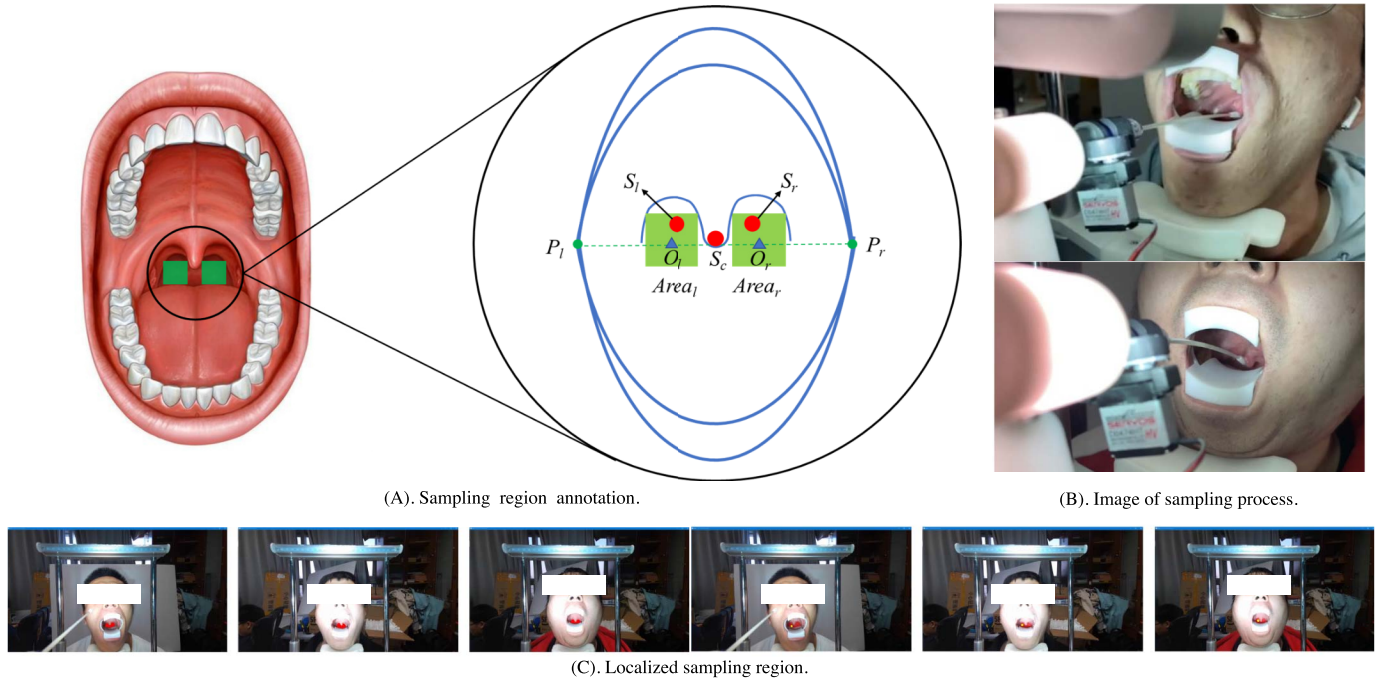 S_l
S_r
P_l
P_r
O_l
S_c
O_r
Area_l
Area_r
SERVOS
SERVOS
(A). Sampling region annotation.
(B). Image of sampling process.
(C). Localized sampling region.